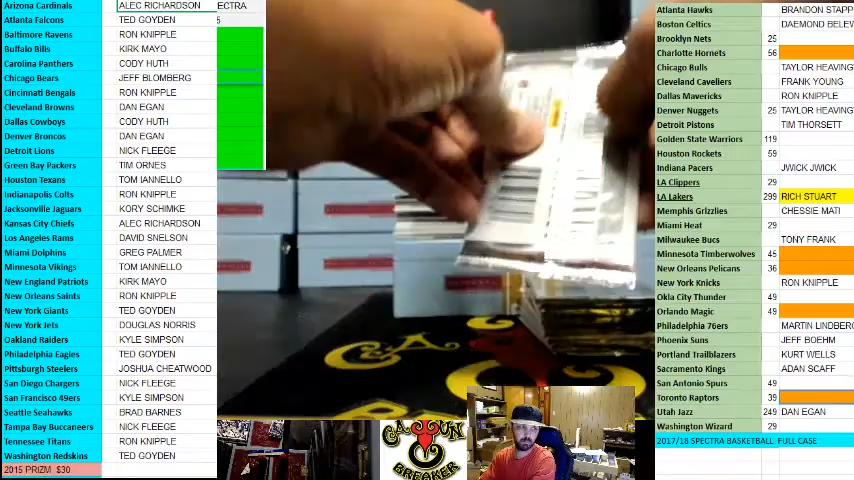 Arizona Cardinals ALEC RICHARDSON ECTRA
Atlanta Falcons TED GOYDEN 5
Baltimore Ravens RON KNIPPLE
Buffalo Bills KIRK MAYO
Carolina Panthers CODY HUTH
Chicago Bears JEFF BLOMBERG
Cincinnati Bengals RON KNIPPLE
Cleveland Browns DAN EGAN
Dallas Cowboys CODY HUTH
Denver Broncos DAN EGAN
Detroit Lions NICK FLEEGE
Green Bay Packers TIM ORNES
Houston Texans TOM IANNELLO
Indianapolis Colts RON KNIPPLE
Jacksonville Jaguars KORY SCHIMKE
Kansas City Chiefs ALEC RICHARDSON
Los Angeles Rams DAVID SNELSON
Miami Dolphins GREG PALMER
Minnesota Vikings TOM IANNELLO
New England Patriots KIRK MAYO
New Orleans Saints RON KNIPPLE
New York Giants TED GOYDEN
New York Jets DOUGLAS NORRIS
Oakland Raiders KYLE SIMPSON
Philadelphia Eagles TED GOYDEN
Pittsburgh Steelers JOSHUA CHEATWOOD
San Diego Chargers NICK FLEEGE
San Francisco 49ers KYLE SIMPSON
Seattle Seahawks BRAD BARNES
Tampa Bay Buccaneers NICK FLEEGE
Tennessee Titans RON KNIPPLE
Washington Redskins TED GOYDEN
2015 PRIZM $30
CAJUN
BREAKER
Atlanta Hawks BRANDON STAPP
Boston Celtics DAEMOND BELEW
Brooklyn Nets 25
Charlotte Hornets 56
Chicago Bulls TAYLOR HEAVING
Cleveland Caveliers FRANK YOUNG
Dallas Mavericks RON KNIPPLE
Denver Nuggets 25 TAYLOR HEAVING
Detroit Pistons TIM THORSETT
Golden State Warriors 119
Houston Rockets 59
Indiana Pacers JWICK JWICK
LA Clippers 29
LA Lakers 299 RICH STUART
Memphis Grizzlies CHESSIE MATI
Miami Heat 29
Milwaukee Bucs TONY FRANK
Minnesota Timberwolves 45
New Orleans Pelicans 36
New York Knicks RON KNIPPLE
Okla City Thunder 49
Orlando Magic 49
Philadelphia 76ers MARTIN LINDBERG
Phoenix Suns JEFF BOEHM
Portland Trailblazers KURT WELLS
Sacramento Kings ADAN SCAFF
San Antonio Spurs 49
Toronto Raptors 39
Utah Jazz 249 DAN EGAN
Washington Wizard 29
2017/18 SPECTRA BASKETBALL FULL CASE